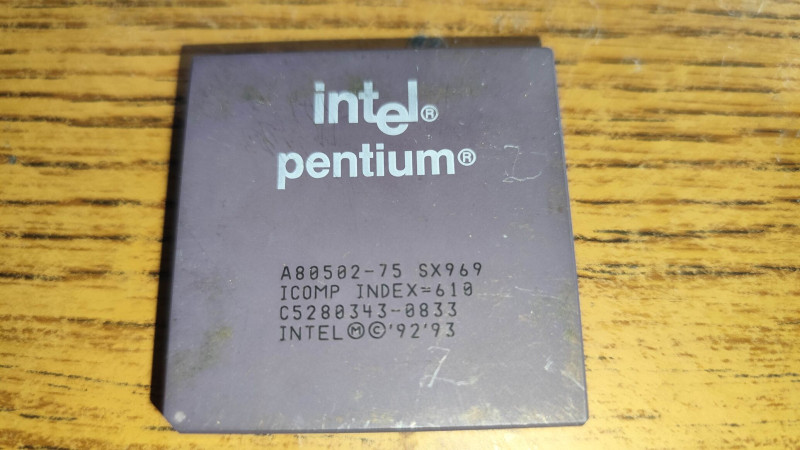 intel®
pentium®
A80502-75 SX969
ICOMP INDEX=610
C5280343-0833
INTELⓂ©'92'93